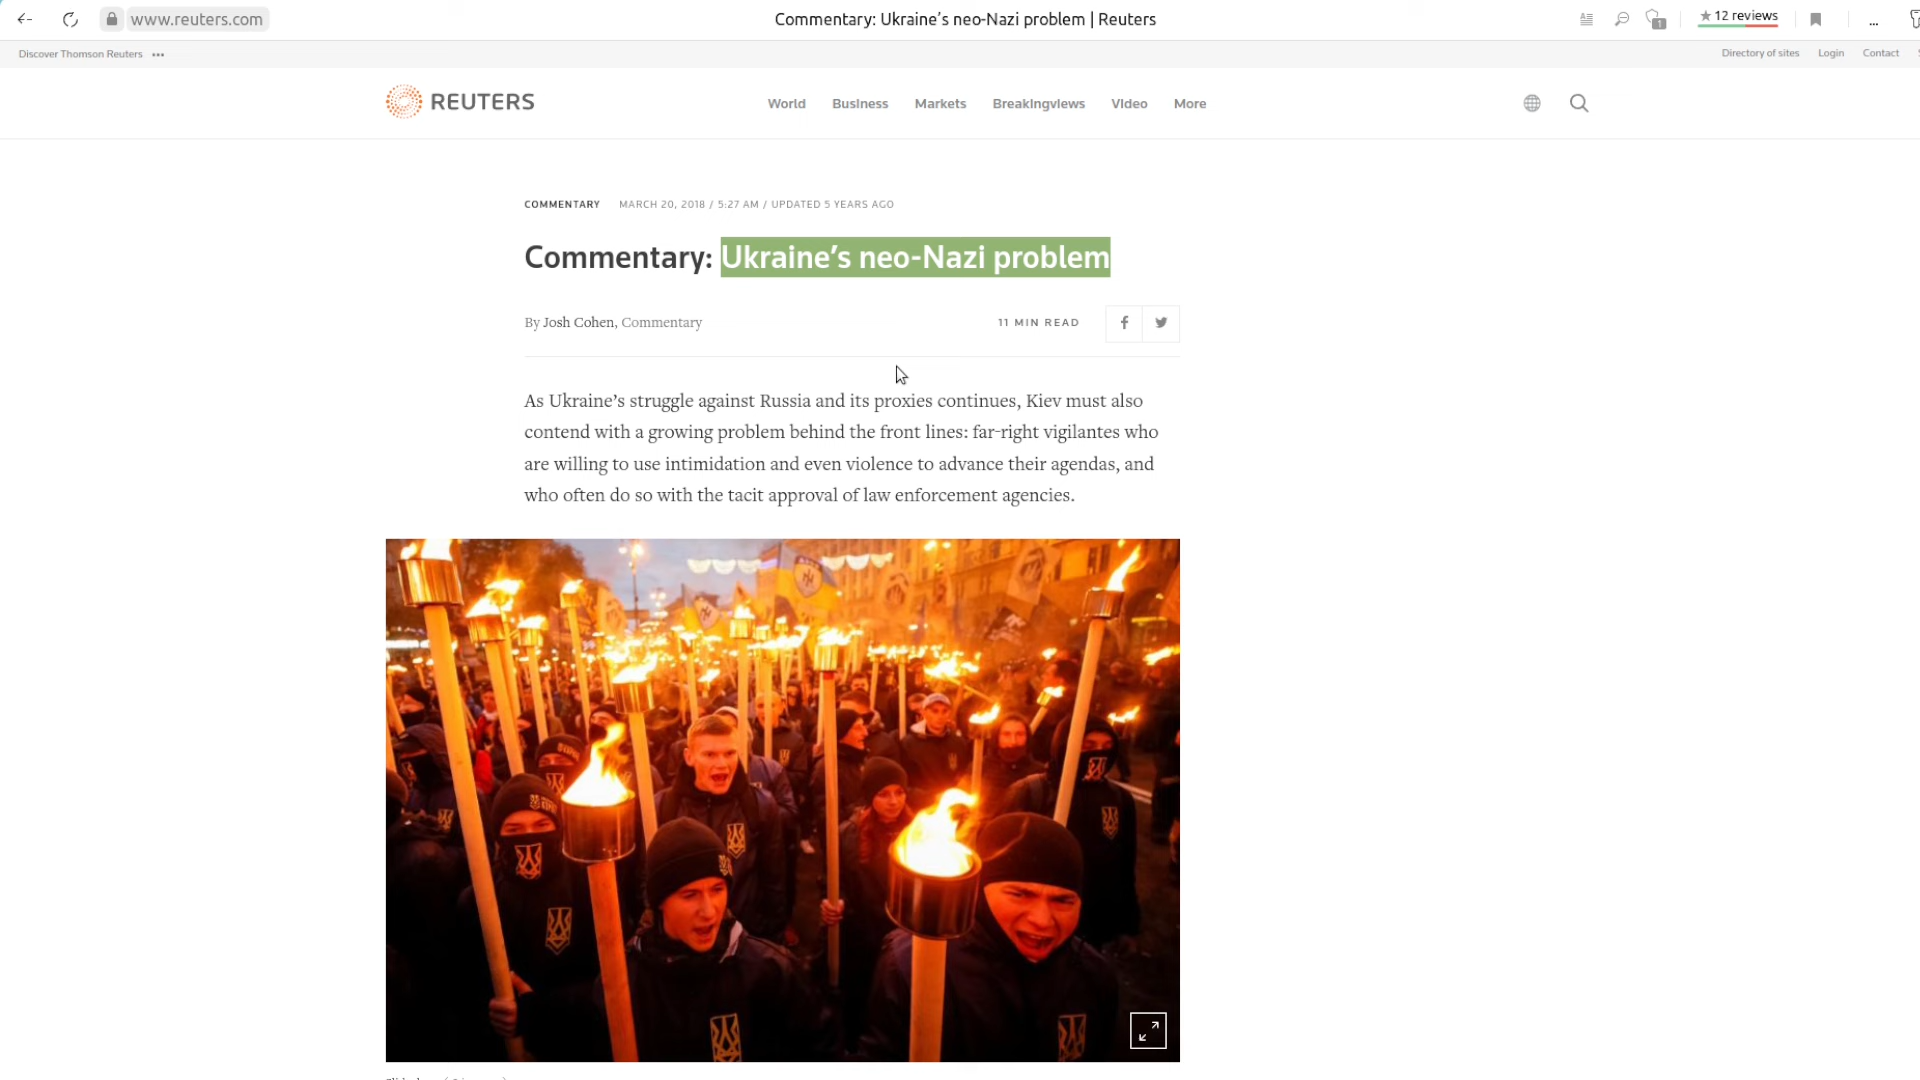 www.reuters.com
Commentary: Ukraine’s neo-Nazi problem | Reuters
★ 12 reviews
...
Discover Thomson Reuters •••
Directory of sites Login Contact
REUTERS
World Business Markets Breakingviews Video More
COMMENTARY MARCH 20, 2018 / 5:27 AM / UPDATED 5 YEARS AGO
Commentary: Ukraine’s neo-Nazi problem
By Josh Cohen, Commentary
11 MIN READ
As Ukraine’s struggle against Russia and its proxies continues, Kiev must also
contend with a growing problem behind the front lines: far-right vigilantes who
are willing to use intimidation and even violence to advance their agendas, and
who often do so with the tacit approval of law enforcement agencies.